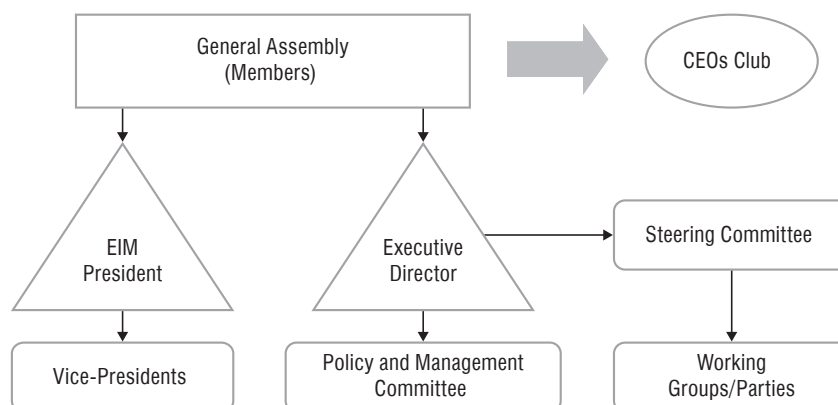 General Assembly
(Members)
CEOs Club
EIM
President
Executive
Director
Steering Committee
Vice-Presidents
Policy and Management
Committee
Working
Groups/Parties